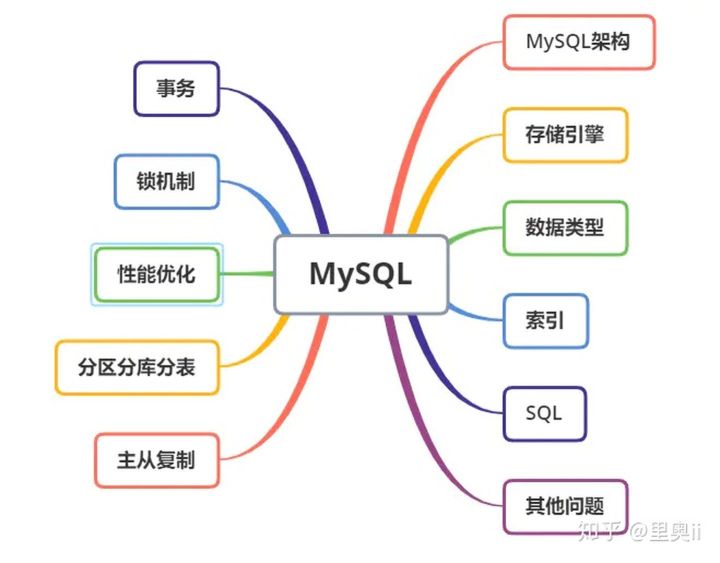 MySQL
MySQL架构
存储引擎
数据类型
索引
SQL
其他问题
事务
锁机制
性能优化
分区分库分表
主从复制
知乎 @里奥ii